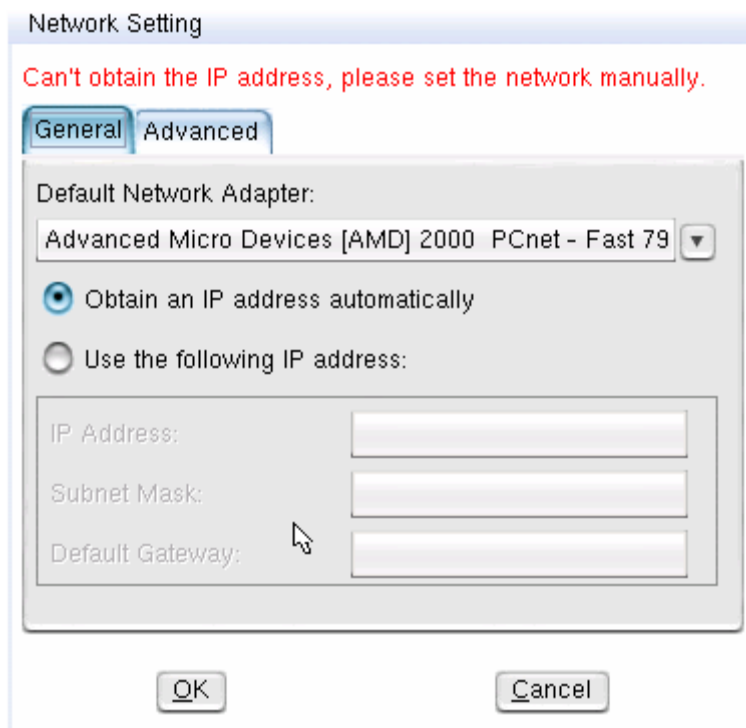 Network Setting
Can't obtain the IP address, please set the network manually.
General Advanced
Default Network Adapter:
Advanced Micro Devices [AMD] 2000 PCnet - Fast 79
Obtain an IP address automatically
Use the following IP address:
IP Address:
Subnet Mask:
Default Gateway:
OK Cancel